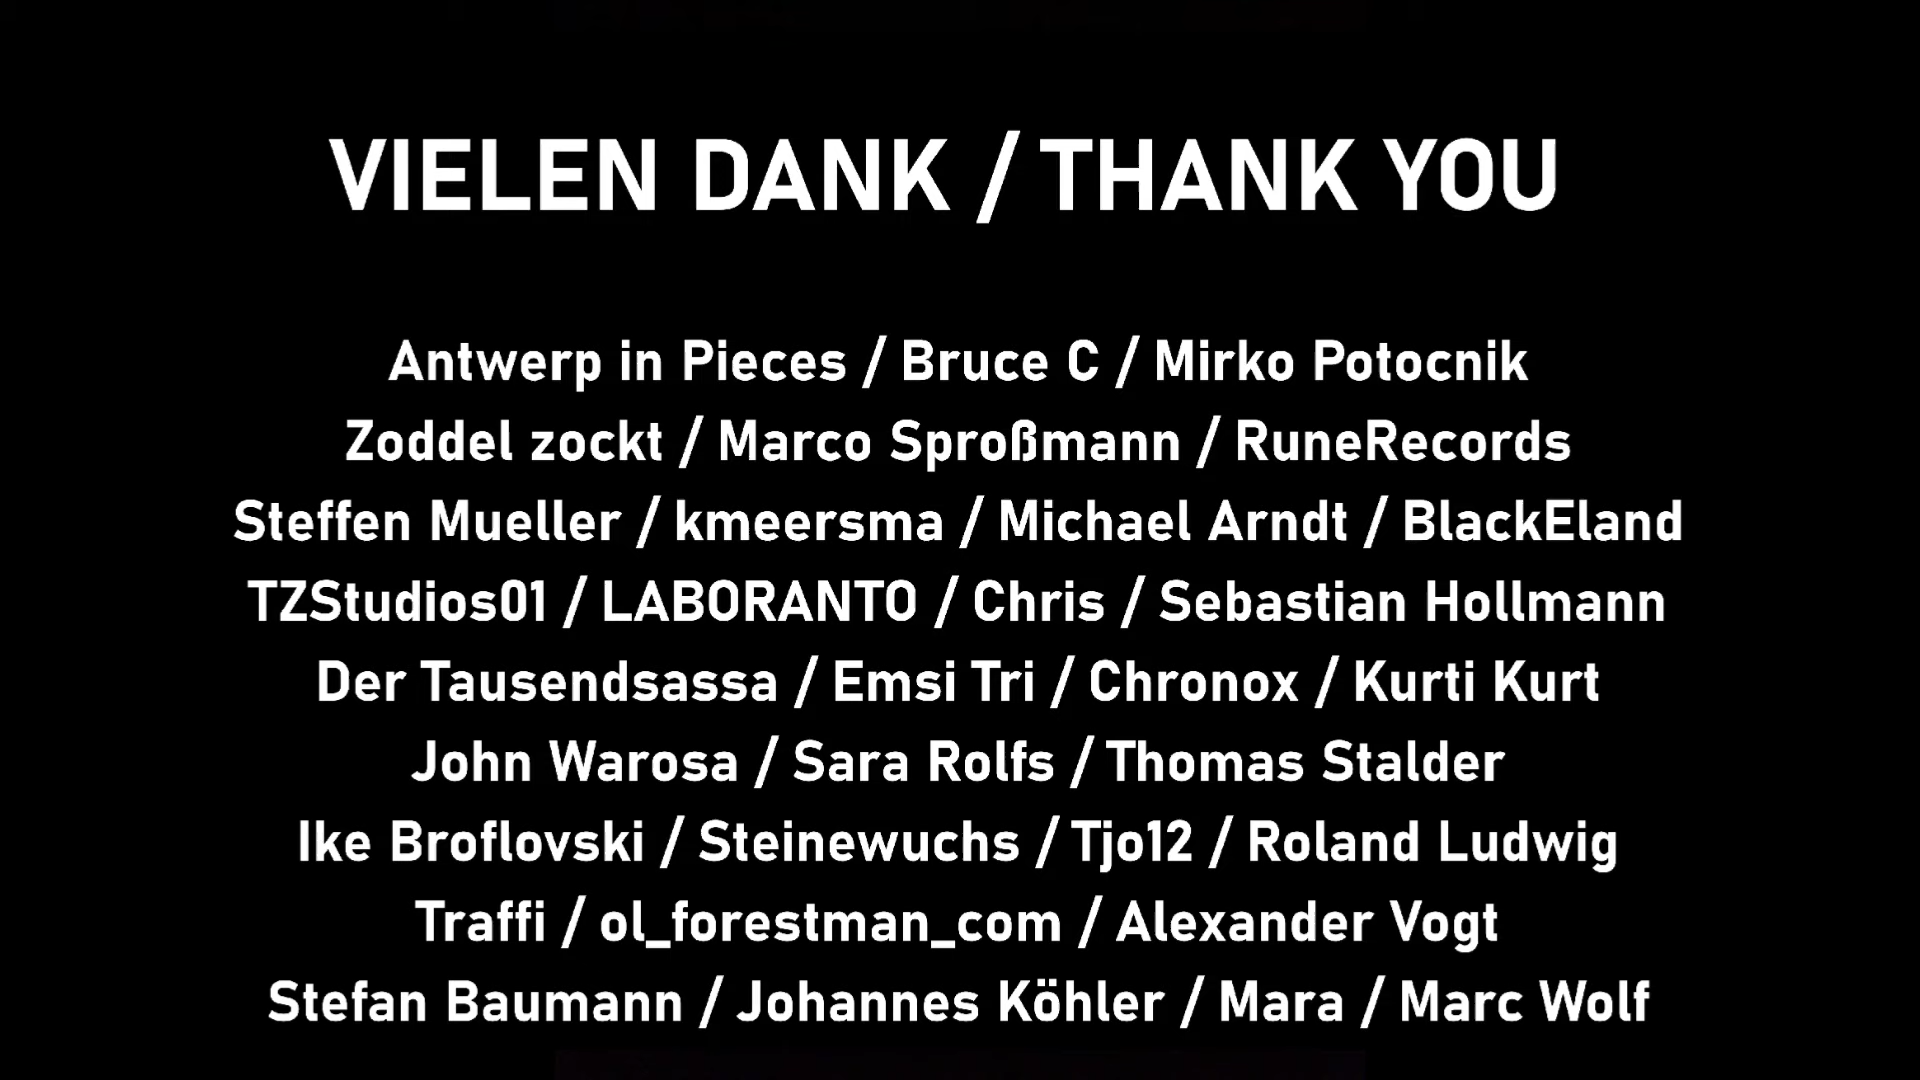 VIELEN DANK / THANK YOU
Antwerp in Pieces / Bruce C / Mirko Potocnik
Zoddel zockt / Marco Sproßmann / RuneRecords
Steffen Mueller / kmeersma / Michael Arndt / BlackEland
TZStudios01 / LABORANTO / Chris / Sebastian Hollmann
Der Tausendsassa / Emsi Tri / Chronox / Kurti Kurt
John Warosa / Sara Rolfs / Thomas Stalder
Ike Broflovski / Steinewuchs / Tjo12 / Roland Ludwig
Traffi / ol_forestman_com / Alexander Vogt
Stefan Baumann / Johannes Köhler / Mara / Marc Wolf